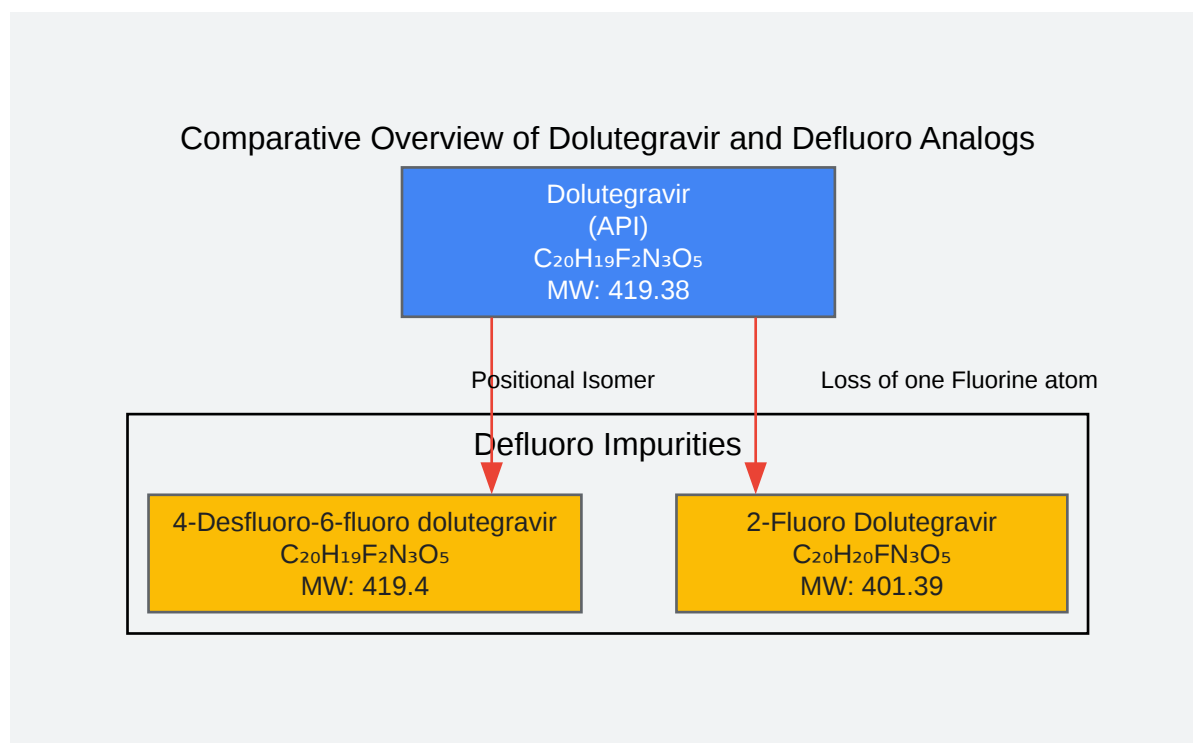 Comparative Overview of Dolutegravir and Defluoro Analogs
Dolutegravir
(API)
C₂₀H₁₉F₂N₃O₅
MW: 419.38
Positional Isomer
Loss of one Fluorine atom
Defluoro Impurities
4-Desfluoro-6-fluoro dolutegravir
C₂₀H₁₉F₂N₃O₅
MW: 419.4
2-Fluoro Dolutegravir
C₂₀H₂₀FN₃O₅
MW: 401.39